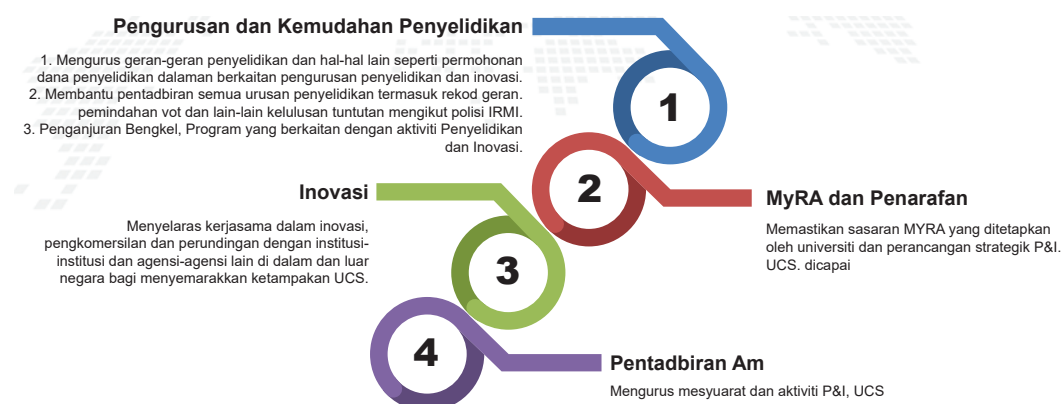 Pengurusan dan Kemudahan Penyelidikan
1. Mengurus geran-geran penyelidikan dan hal-hal lain seperti permohonan
dana penyelidikan dalaman berkaitan pengurusan penyelidikan dan inovasi.
2. Membantu pentadbiran semua urusan penyelidikan termasuk rekod geran.
pemindahan vot dan lain-lain kelulusan tuntutan mengikut polisi IRMI.
3. Penganjuran Bengkel, Program yang berkaitan dengan aktiviti Penyelidikan
dan Inovasi.
1
2
MyRA dan Penarafan
Memastikan sasaran MYRA yang ditetapkan
oleh universiti dan perancangan strategik P&I.
UCS. dicapai
Inovasi
Menyelaras kerjasama dalam inovasi,
pengkomersilan dan perundingan dengan institusi-
institusi dan agensi-agensi lain di dalam dan luar
negara bagi menyemarakkan ketampakan UCS.
3
4
Pentadbiran Am
Mengurus mesyuarat dan aktiviti P&I, UCS